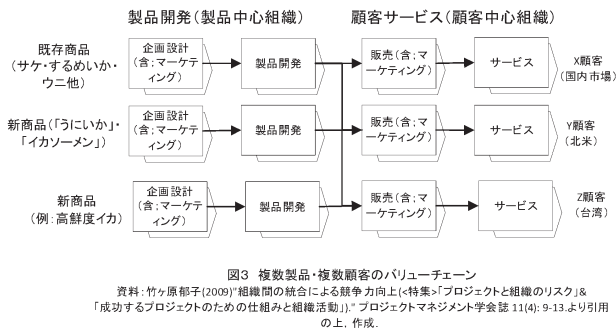 製品開発(製品中心組織)
顧客サービス(顧客中心組織)
既存商品
(サケ・するめいか・
ウニ他)
企画設計
(含;マーケテ
ィング)
製品開発
販売(含;マ
ーケティング)
サービス
X顧客
(国内市場)
新商品(「うにいか」・
「イカソーメン」)
企画設計
(含;マーケテ
ィング)
製品開発
販売(含;マ
ーケティング)
サービス
Y顧客
(北米)
新商品
(例:高鮮度イカ)
企画設計
(含;マーケテ
ィング)
製品開発
販売(含;マ
ーケティング)
サービス
Z顧客
(台湾)
図3 複数製品・複数顧客のバリューチェーン
資料:竹ヶ原郁子(2009)"組織間の統合による競争力向上(<特集>「プロジェクトと組織のリスク」&
「成功するプロジェクトのための仕組みと組織活動」)." プロジェクトマネジメント学会誌 11(4): 9-13.より引用
の上, 作成.